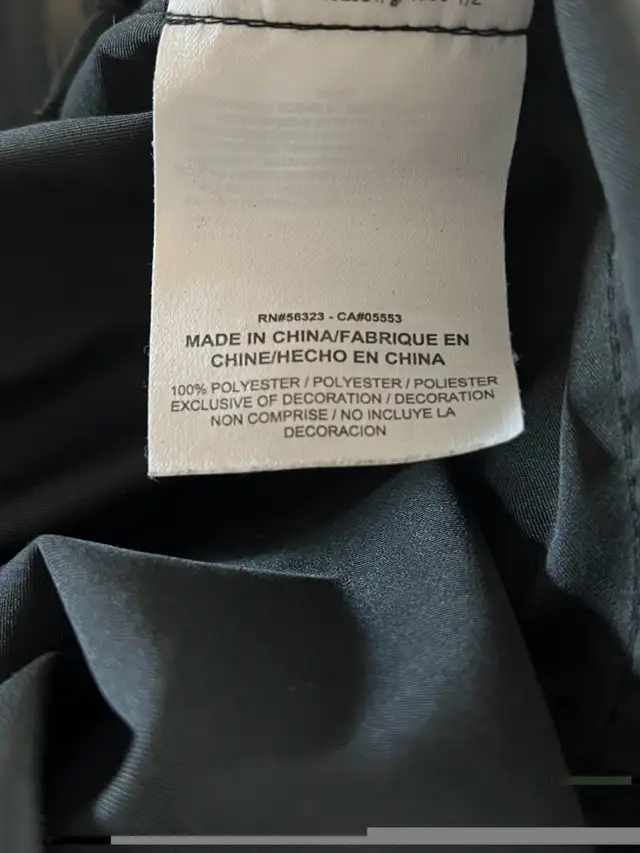 RN#56323 - CA#05553
MADE IN CHINA/FABRIQUE EN
CHINE/HECHO EN CHINA
100% POLYESTER / POLYESTER / POLIESTER
EXCLUSIVE OF DECORATION / DECORATION
NON COMPRISE / NO INCLUYE LA
DECORACION